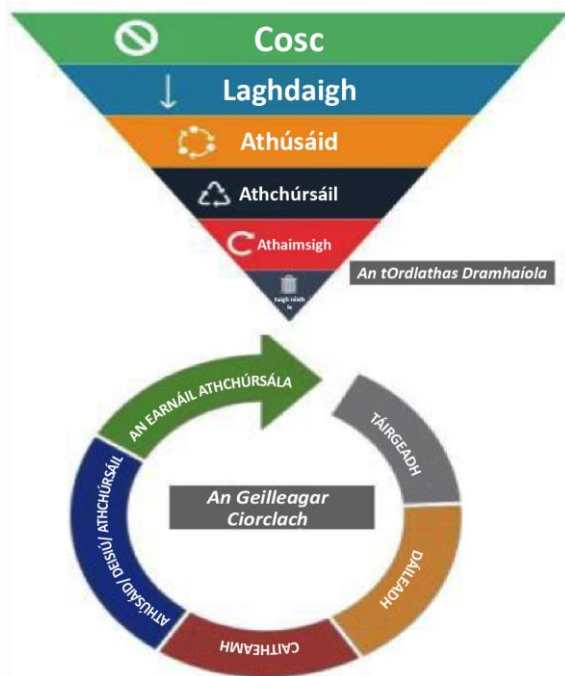 Cosc
Laghdaigh
Athúsáid
Athchúrsáil
Athaimsigh
An tOrdlathas Dramhaíola
AN EARNÁIL ATHCHÚRSÁLA
TÁIRGEADH
An Geilleagar
Ciorclach
ATHÚSÁID/ DEISIÚ/ ATHCHÚRSÁIL
DÁILEADH
CAITHEAMH